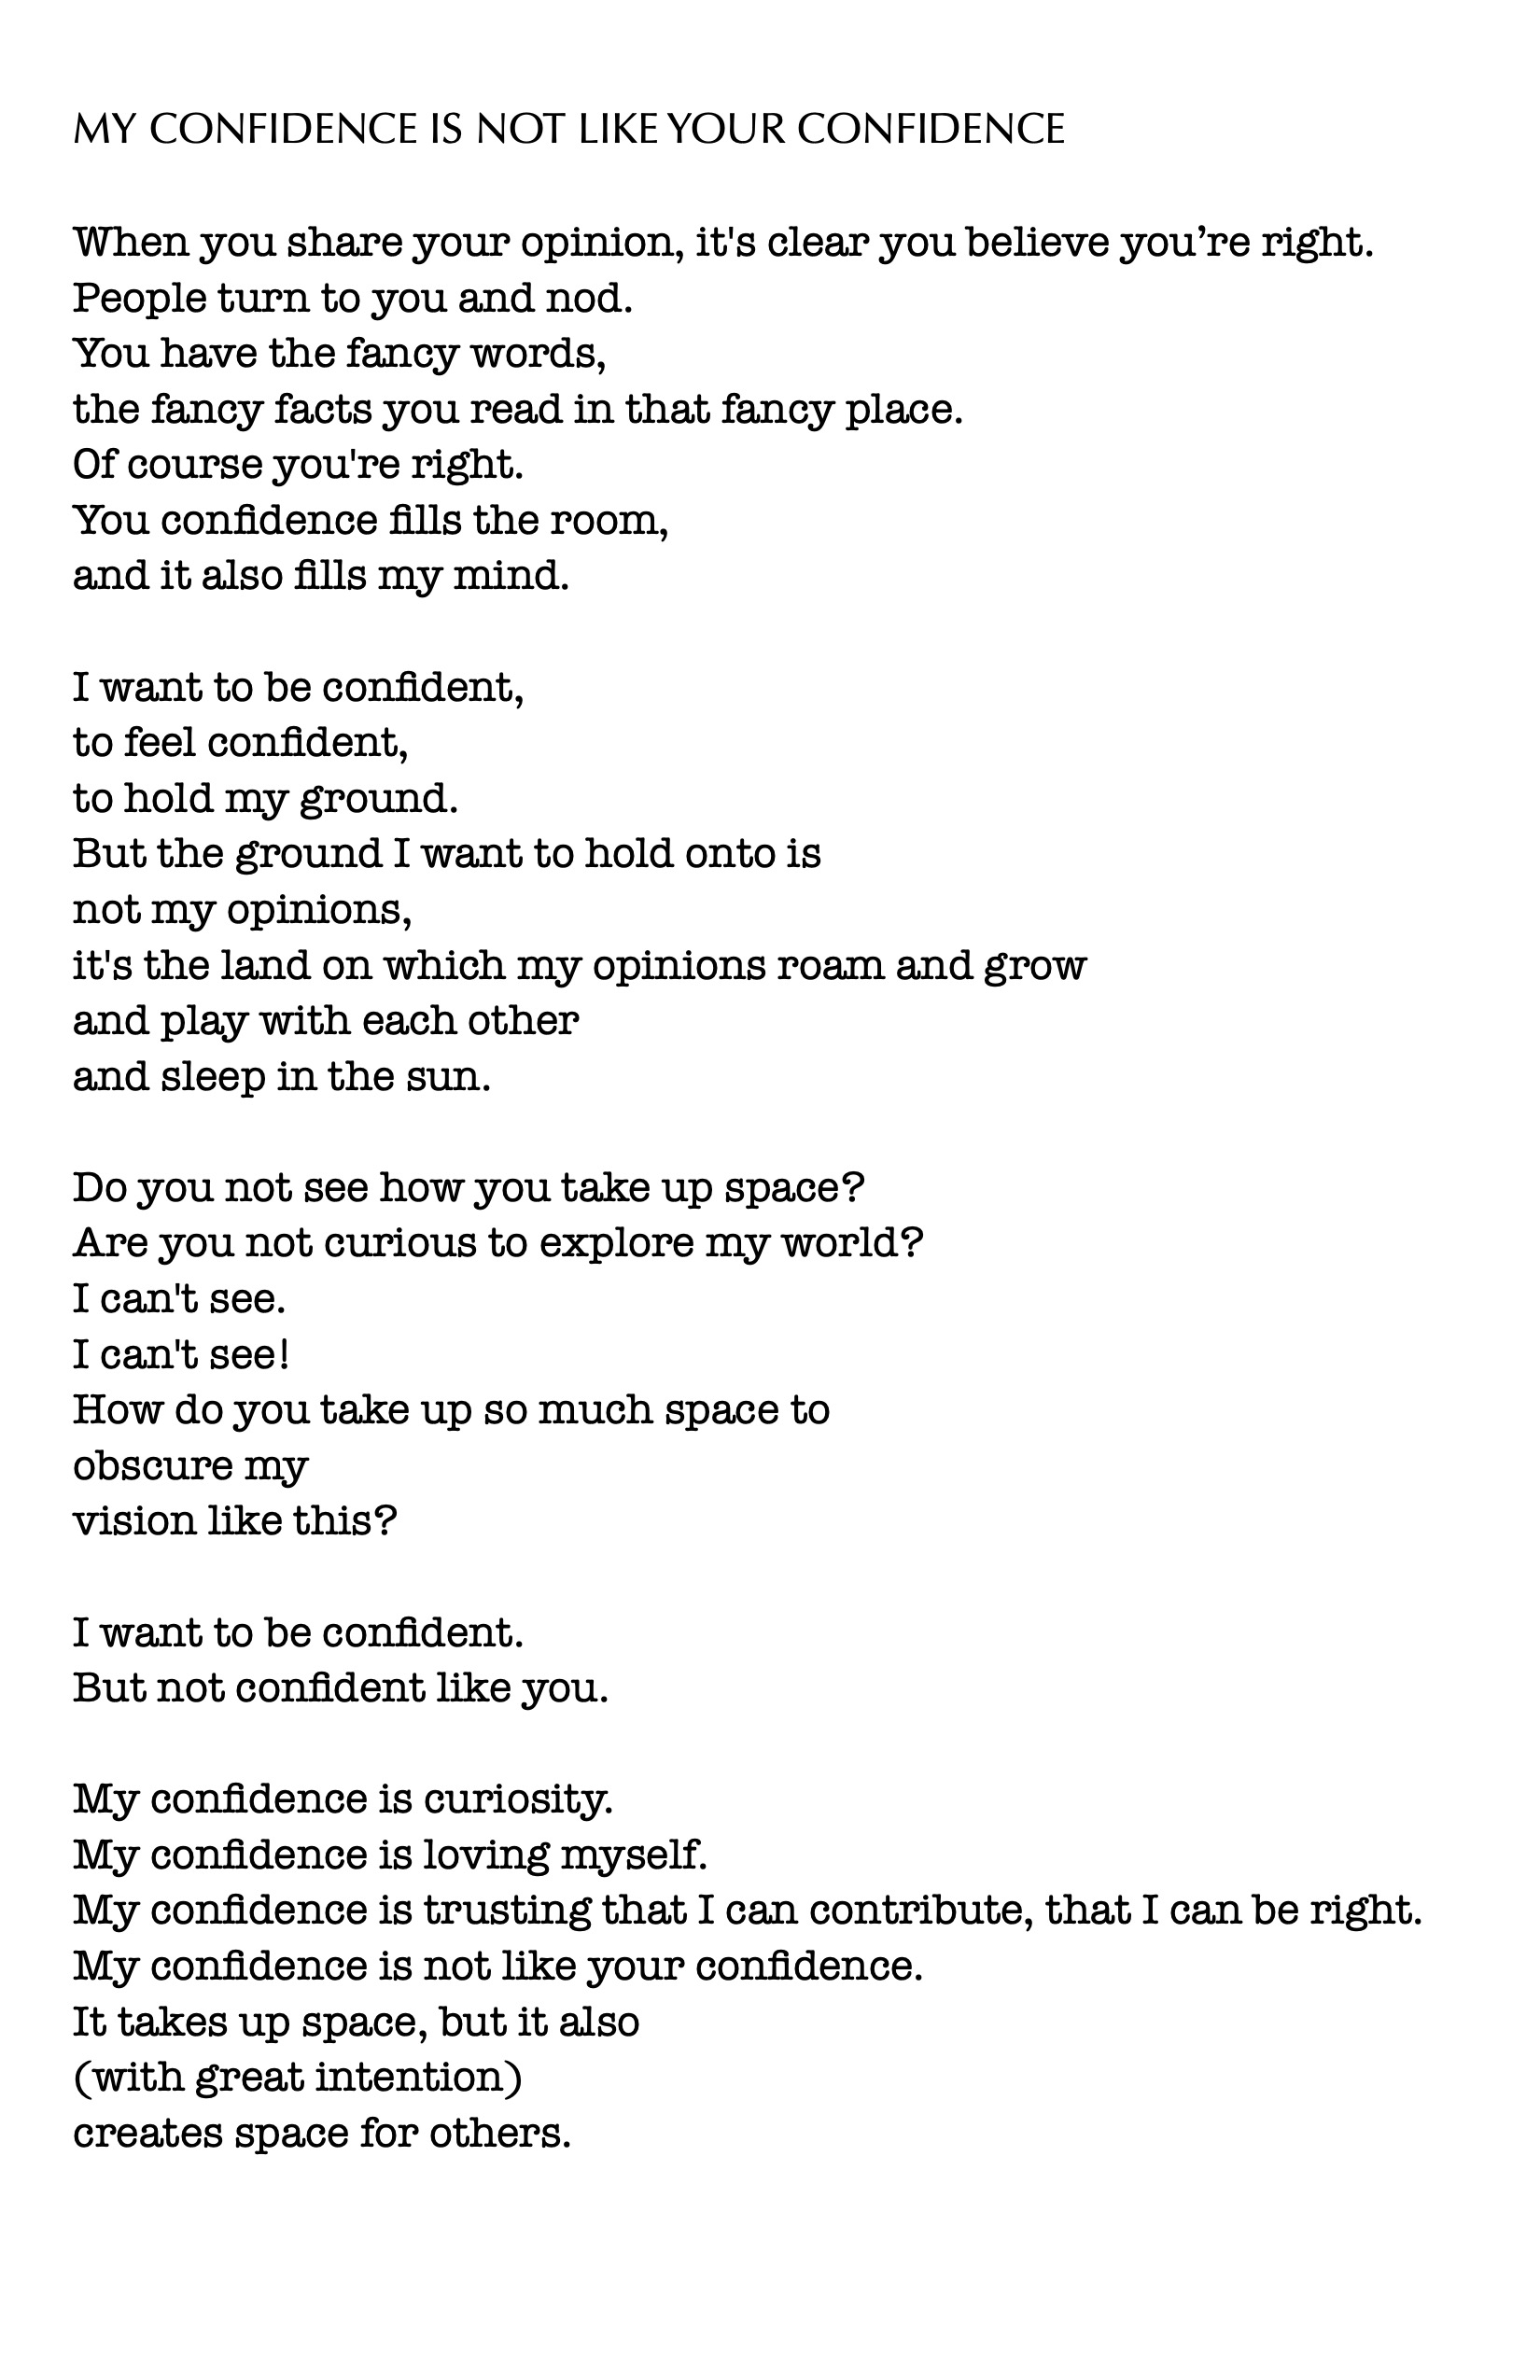 MY CONFIDENCE IS NOT LIKE YOUR CONFIDENCE
When you share your opinion, it's clear you believe you’re right.
People turn to you and nod.
You have the fancy words,
the fancy facts you read in that fancy place.
Of course you're right.
You confidence fills the room,
and it also fills my mind.
I want to be confident,
to feel confident,
to hold my ground.
But the ground I want to hold onto is
not my opinions,
it's the land on which my opinions roam and grow
and play with each other
and sleep in the sun.
Do you not see how you take up space?
Are you not curious to explore my world?
I can't see.
I can't see!
How do you take up so much space to
obscure my
vision like this?
I want to be confident.
But not confident like you.
My confidence is curiosity.
My confidence is loving myself.
My confidence is trusting that I can contribute, that I can be right.
My confidence is not like your confidence.
It takes up space, but it also
(with great intention)
creates space for others.